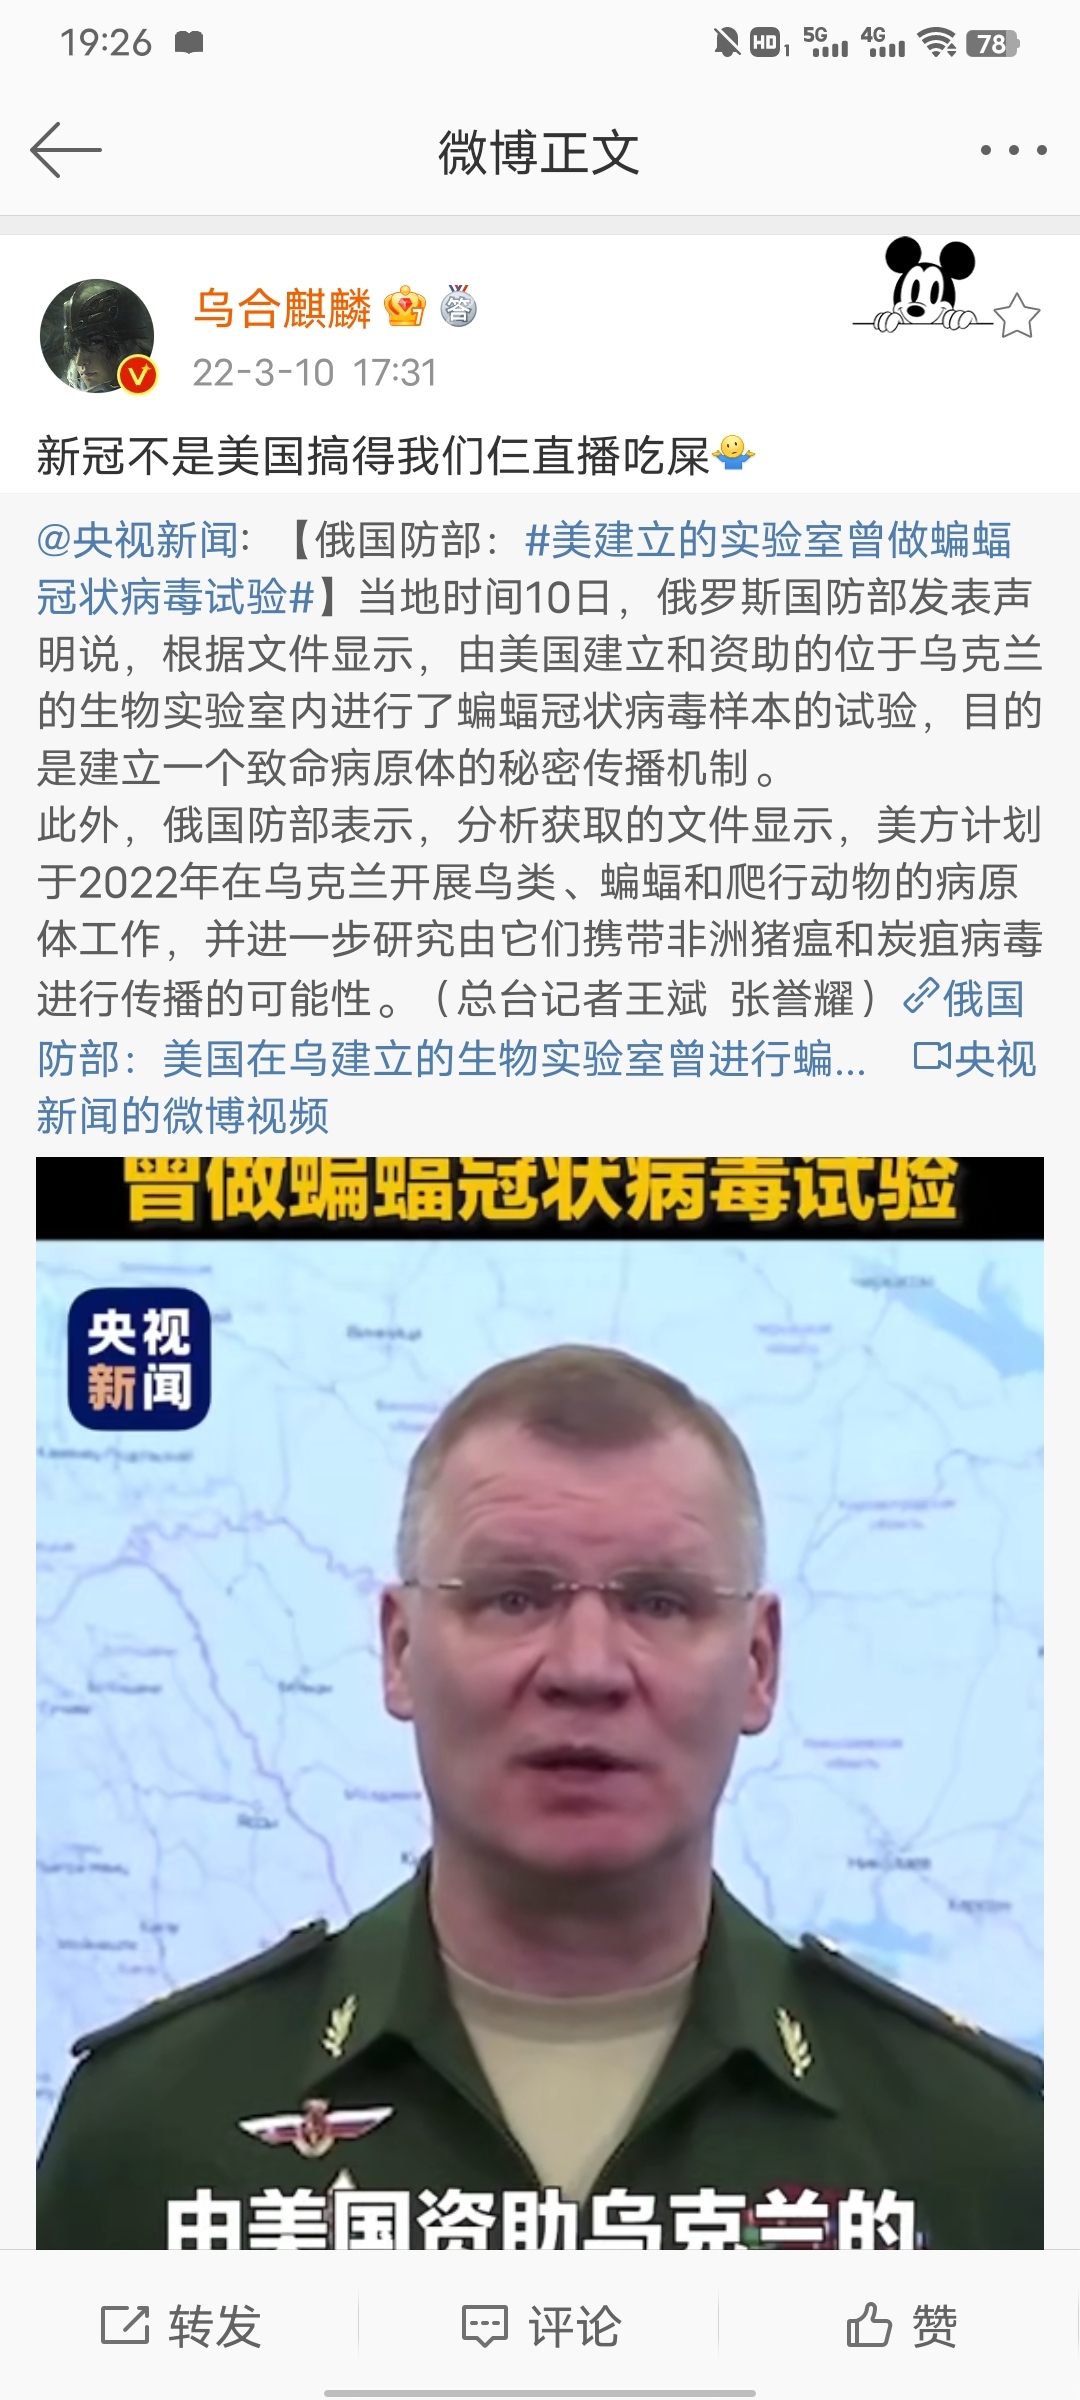 19:26
HD 1 5G 4G 78
微博正文
乌合麒麟
答
22-3-10 17:31
新冠不是美国搞得我们仨直播吃屎🤷
@央视新闻：【俄国防部：#美建立的实验室曾做蝙蝠
冠状病毒试验#】当地时间10日，俄罗斯国防部发表声
明说，根据文件显示，由美国建立和资助的位于乌克兰
的生物实验室内进行了蝙蝠冠状病毒样本的试验，目的
是建立一个致命病原体的秘密传播机制。
此外，俄国防部表示，分析获取的文件显示，美方计划
于2022年在乌克兰开展鸟类、蝙蝠和爬行动物的病原
体工作，并进一步研究由它们携带非洲猪瘟和炭疽病毒
进行传播的可能性。（总台记者王斌 张誉耀）俄国
防部：美国在乌建立的生物实验室曾进行蝙... 央视
新闻的微博视频
曾做蝙蝠冠状病毒试验
央视
新闻
由美国资助乌克兰的
转发
评论
赞